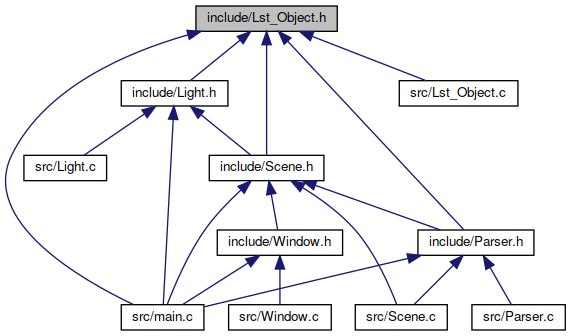 include/Lst_Object.h
include/Light.h
src/Lst_Object.c
src/Light.c
include/Scene.h
include/Window.h
include/Parser.h
src/main.c
src/Window.c
src/Scene.c
src/Parser.c